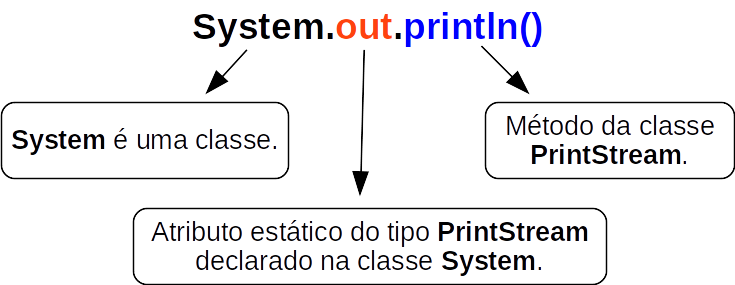 System.out.println()
System é uma classe.
Método da classe
PrintStream.
Atributo estático do tipo PrintStream
declarado na classe System.